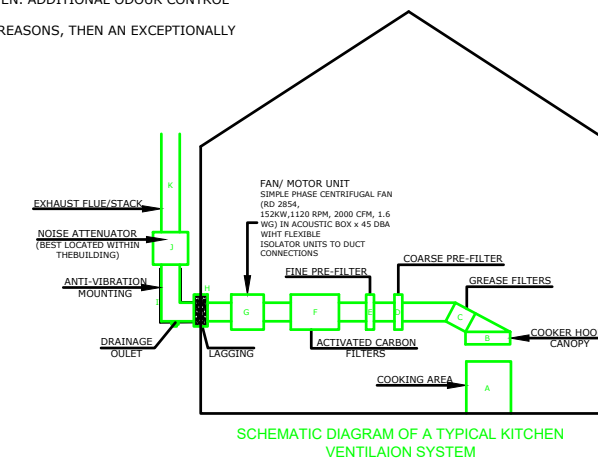 EN. ADDITIONAL ODOUR CONTROL
REASONS, THEN AN EXCEPTIONALLY
K
EXHAUST FLUE/STACK
NOISE ATTENUATOR
(BEST LOCATED WITHIN
THEBUILDING)
J
ANTI-VIBRATION
MOUNTING
I
H
DRAINAGE
OULET
LAGGING
FAN/ MOTOR UNIT
SIMPLE PHASE CENTRIFUGAL FAN
(RD 2854,
152KW,1120 RPM, 2000 CFM, 1.6
WG) IN ACOUSTIC BOX x 45 DBA
WIHT FLEXIBLE
ISOLATOR UNITS TO DUCT
CONNECTIONS
G
F
ACTIVATED CARBON
FILTERS
FINE PRE-FILTER
E
COARSE PRE-FILTER
D
GREASE FILTERS
C
B
COOKER HOO
CANOPY
COOKING AREA
A
SCHEMATIC DIAGRAM OF A TYPICAL KITCHEN
VENTILAION SYSTEM